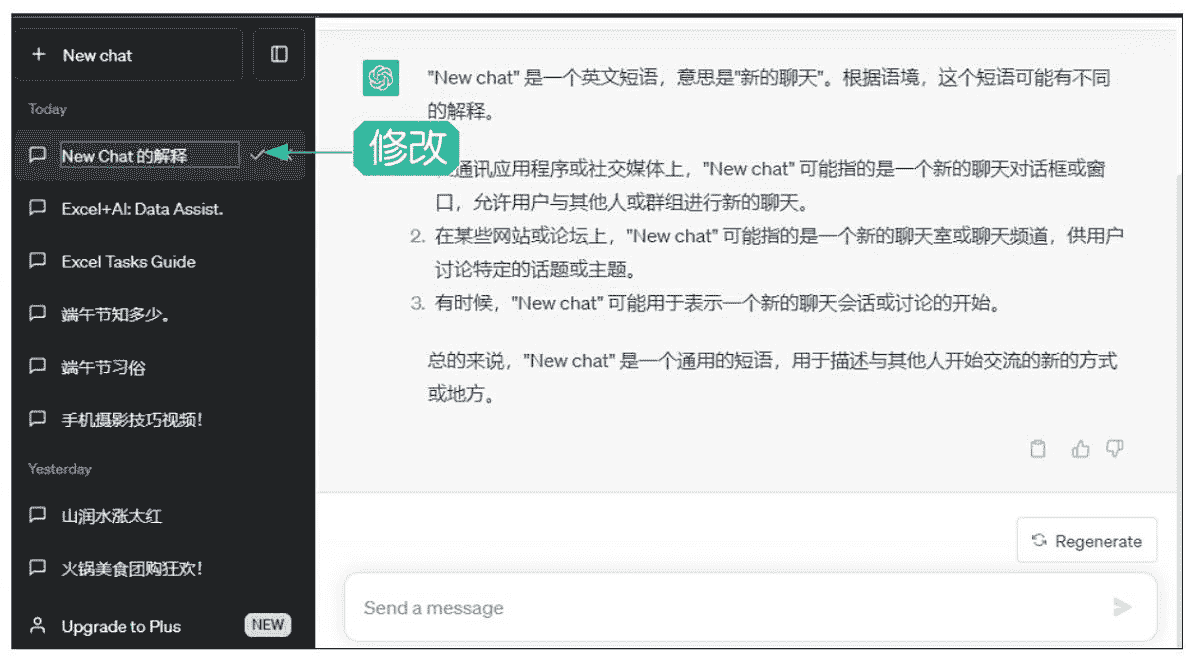 New chat
Today
New Chat 的解释
Excel+AI: Data Assist.
Excel Tasks Guide
端午节知多少。
端午节习俗
手机摄影技巧视频！
Yesterday
山润水涨太红
火锅美食团购狂欢！
Upgrade to Plus NEW
修改
"New chat" 是一个英文短语，意思是"新的聊天"。根据语境，这个短语可能有不同
的解释。
通讯应用程序或社交媒体上，"New chat" 可能指的是一个新的聊天对话框或窗
口，允许用户与其他人或群组进行新的聊天。
2. 在某些网站或论坛上，"New chat" 可能指的是一个新的聊天室或聊天频道，供用户
讨论特定的话题或主题。
3. 有时候，"New chat" 可能用于表示一个新的聊天会话或讨论的开始。
总的来说，"New chat" 是一个通用的短语，用于描述与其他人开始交流的新的方式
或地方。
Regenerate
Send a message